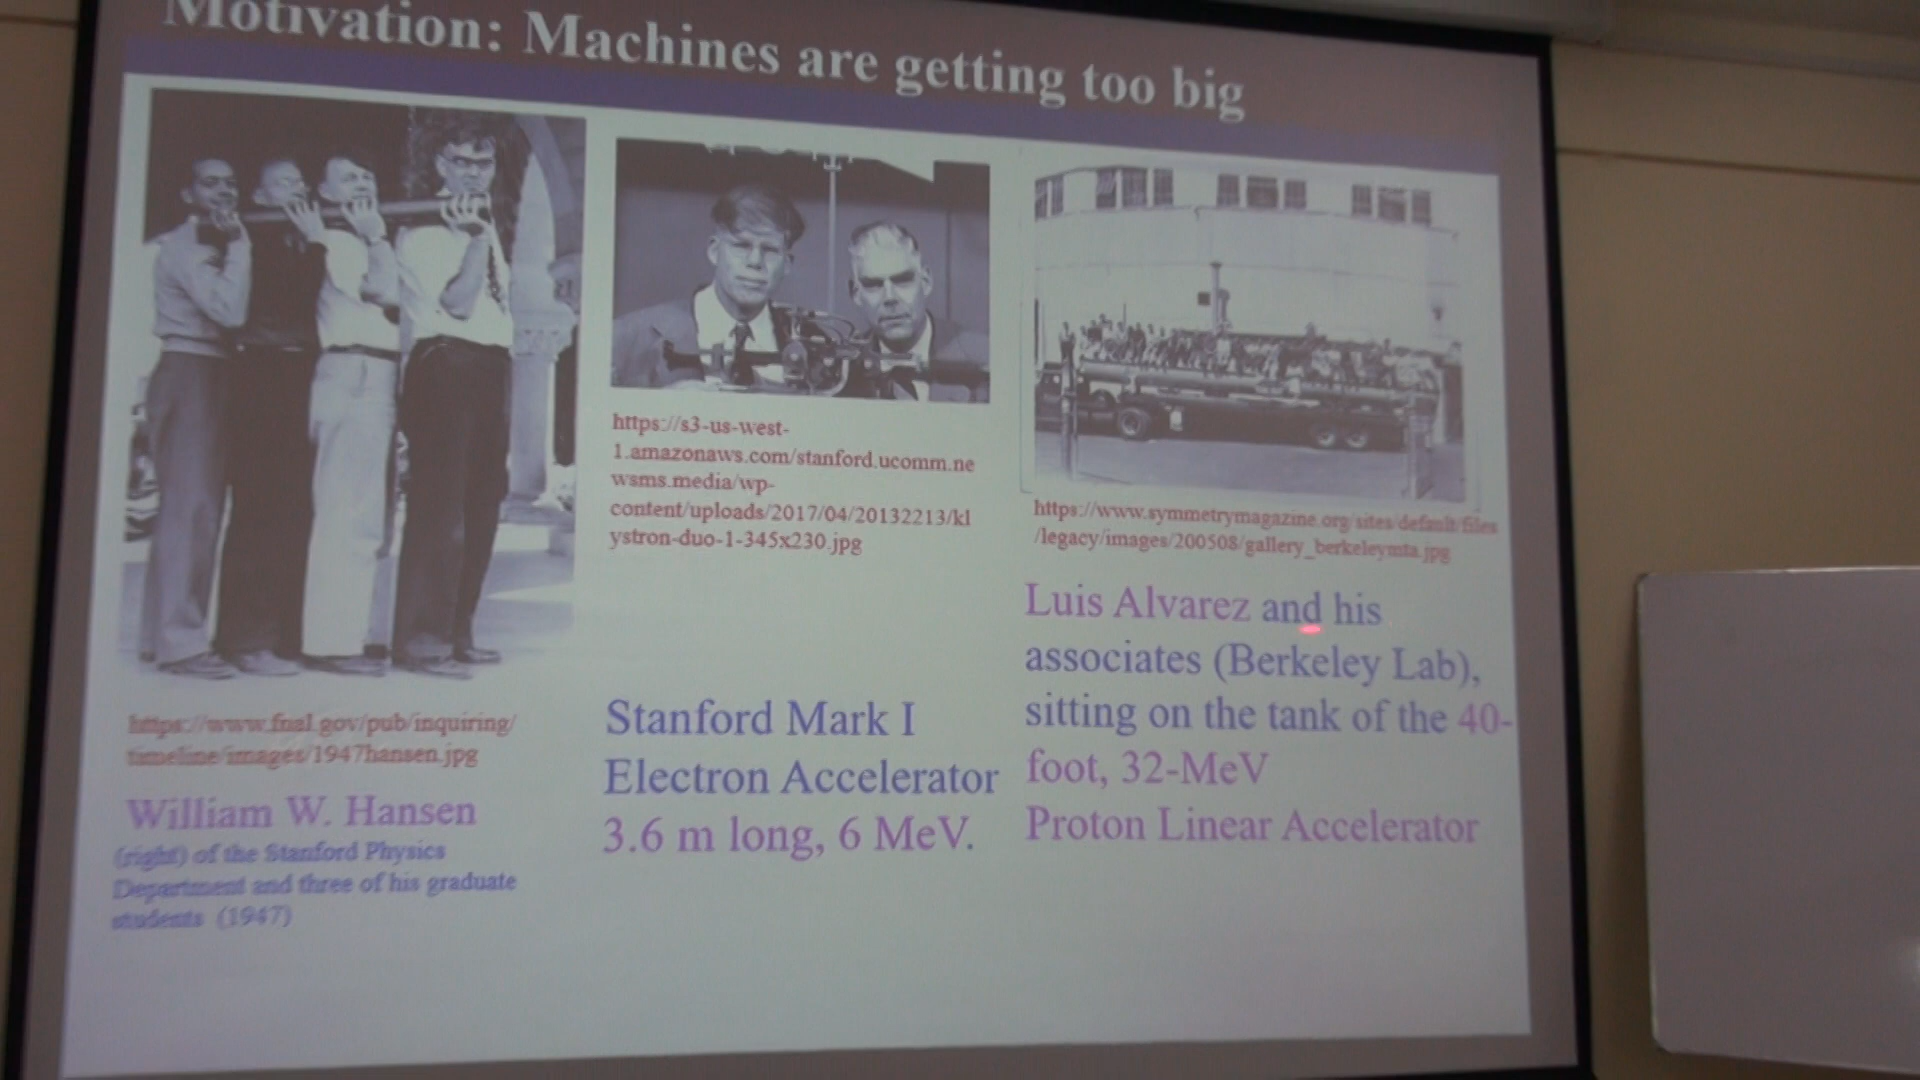 Motivation: Machines are getting too big
https://www.fnal.gov/pub/inquiring/
timeline/images/1947hansen.jpg
William W. Hansen
(right) of the Stanford Physics
Department and three of his graduate
students (1947)
https://s3-us-west-
1.amazonaws.com/stanford.ucomm.ne
wsms.media/wp-
content/uploads/2017/04/20132213/kl
ystron-duo-1-345x230.jpg
Stanford Mark I
Electron Accelerator
3.6 m long, 6 MeV.
https://www.symmetrymagazine.org/sites/default/files
/legacy/images/200508/gallery_berkeleymta.jpg
Luis Alvarez and his
associates (Berkeley Lab),
sitting on the tank of the 40-
foot, 32-MeV
Proton Linear Accelerator